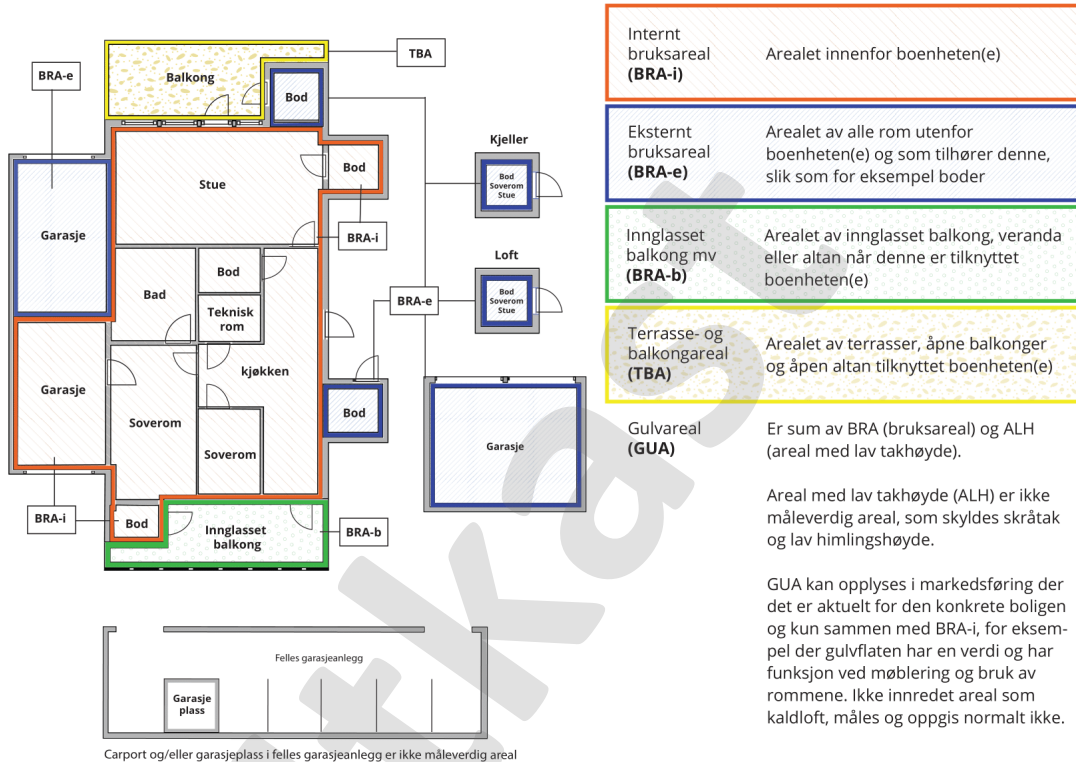 TBA
BRA-e
Balkong
Bod
Kjeller
Bod
Soverom
Stue
Stue
Bod
Garasje
BRA-i
Loft
Bod
Bad
Bod
Soverom
Stue
BRA-e
Teknisk
rom
kjøkken
Garasje
Bod
Soverom
Garasje
Soverom
BRA-i
Bod
Innglasset
balkong
BRA-b
Felles garasjeanlegg
Garasje
plass
Carport og/eller garasjeplass i felles garasjeanlegg er ikke måleverdig areal
Internt
bruksareal
(BRA-i)
Arealet innenfor boenheten(e)
Eksternt
bruksareal
(BRA-e)
Arealet av alle rom utenfor
boenheten(e) og som tilhører denne,
slik som for eksempel boder
Innglasset
balkong mv
(BRA-b)
Arealet av innglasset balkong, veranda
eller altan når denne er tilknyttet
boenheten(e)
Terrasse- og
balkongareal
(TBA)
Arealet av terrasser, åpne balkonger
og åpen altan tilknyttet boenheten(e)
Gulvareal
(GUA)
Er sum av BRA (bruksareal) og ALH
(areal med lav takhøyde).
Areal med lav takhøyde (ALH) er ikke
måleverdig areal, som skyldes skråtak
og lav himlingshøyde.
GUA kan opplyses i markedsføring der
det er aktuelt for den konkrete boligen
og kun sammen med BRA-i, for eksem-
pel der gulvflaten har en verdi og har
funksjon ved møblering og bruk av
rommene. Ikke innredet areal som
kaldloft, måles og oppgis normalt ikke.
tkast